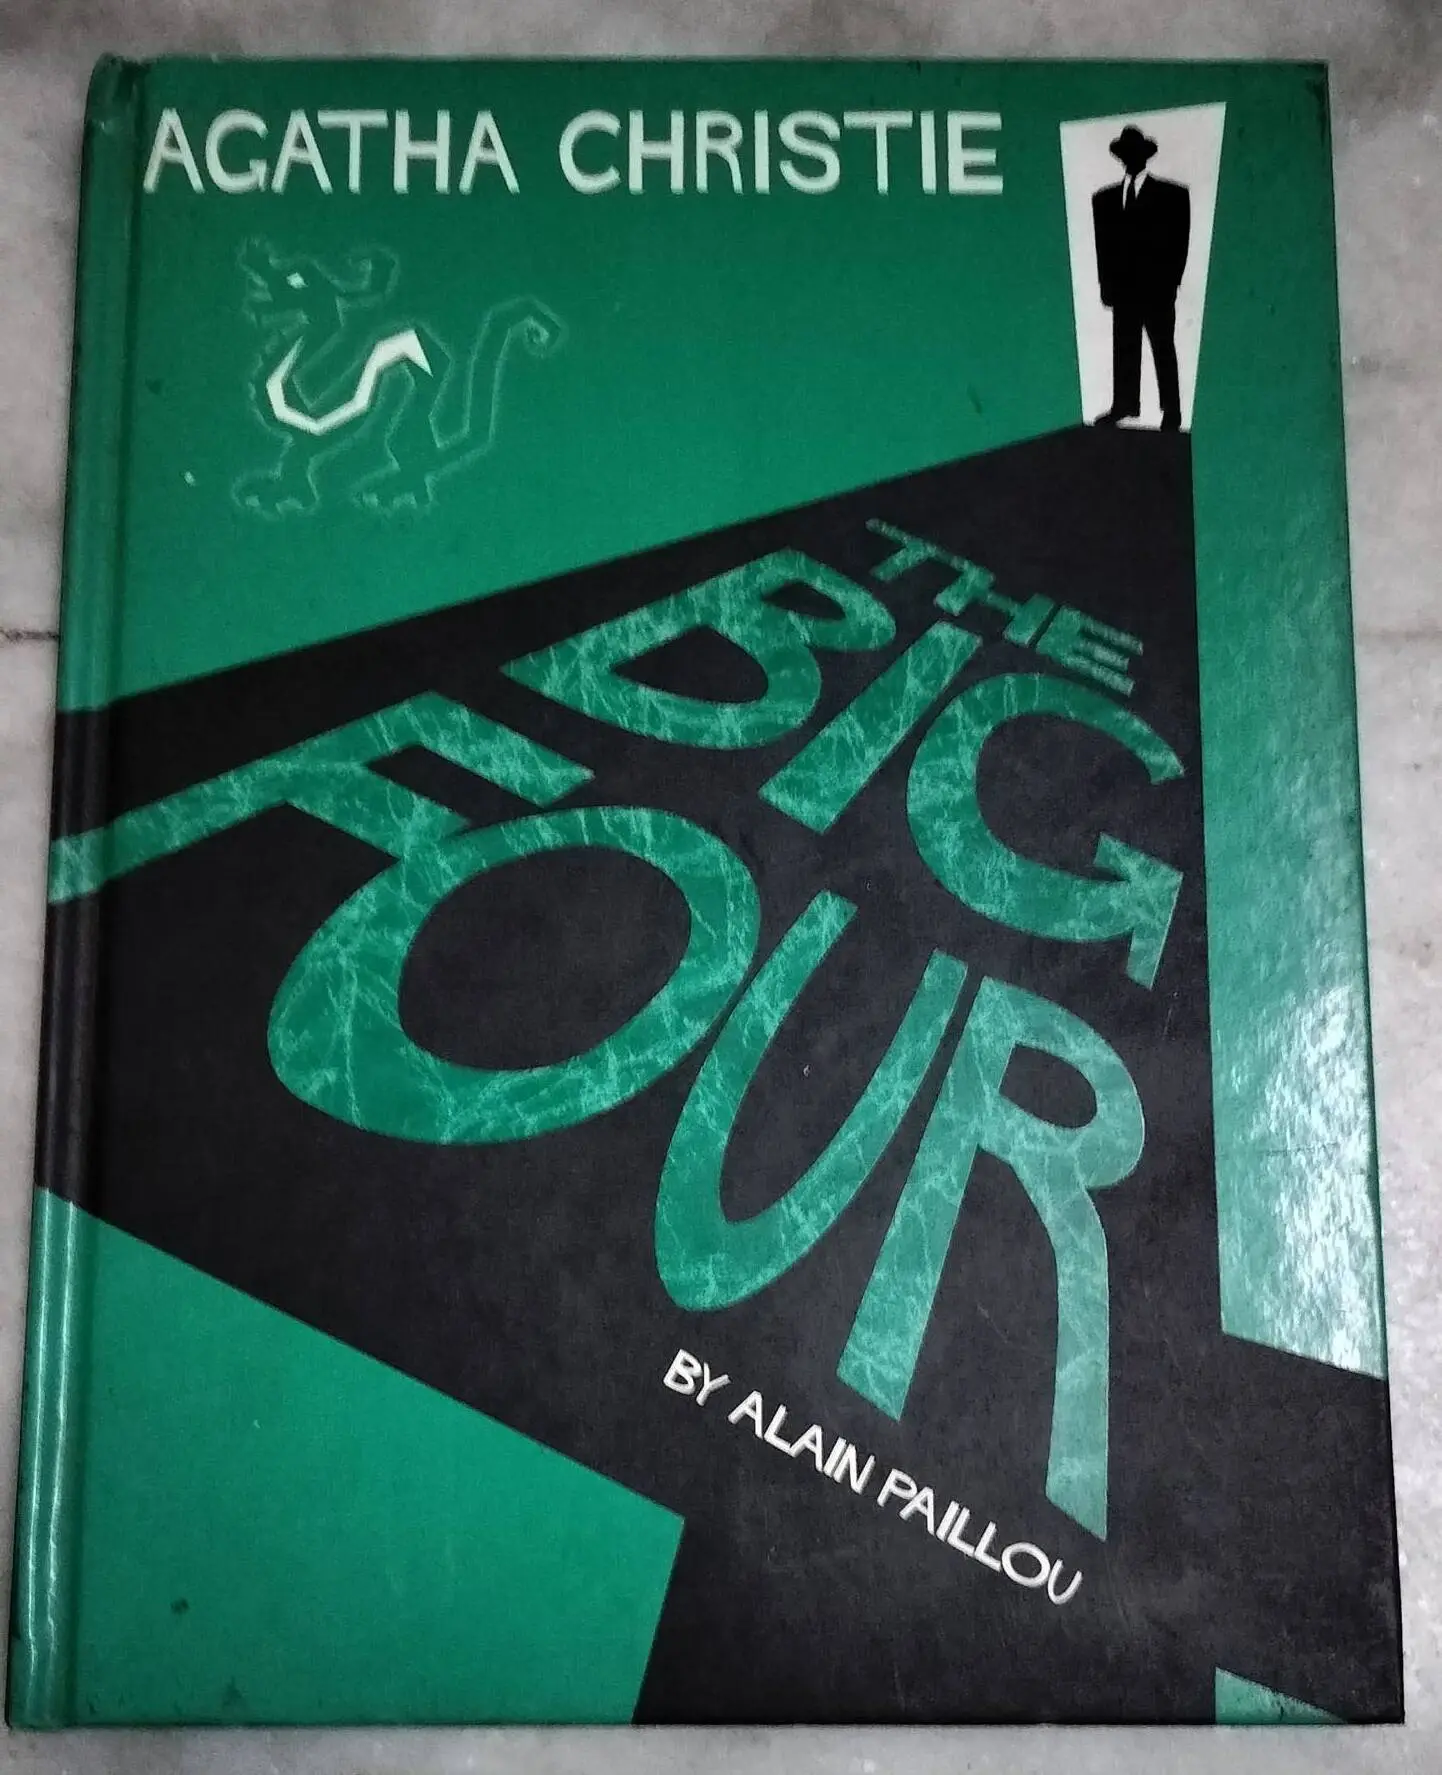 AGATHA CHRISTIE
THE
BIG
FOUR
BY ALAIN PAILLOU